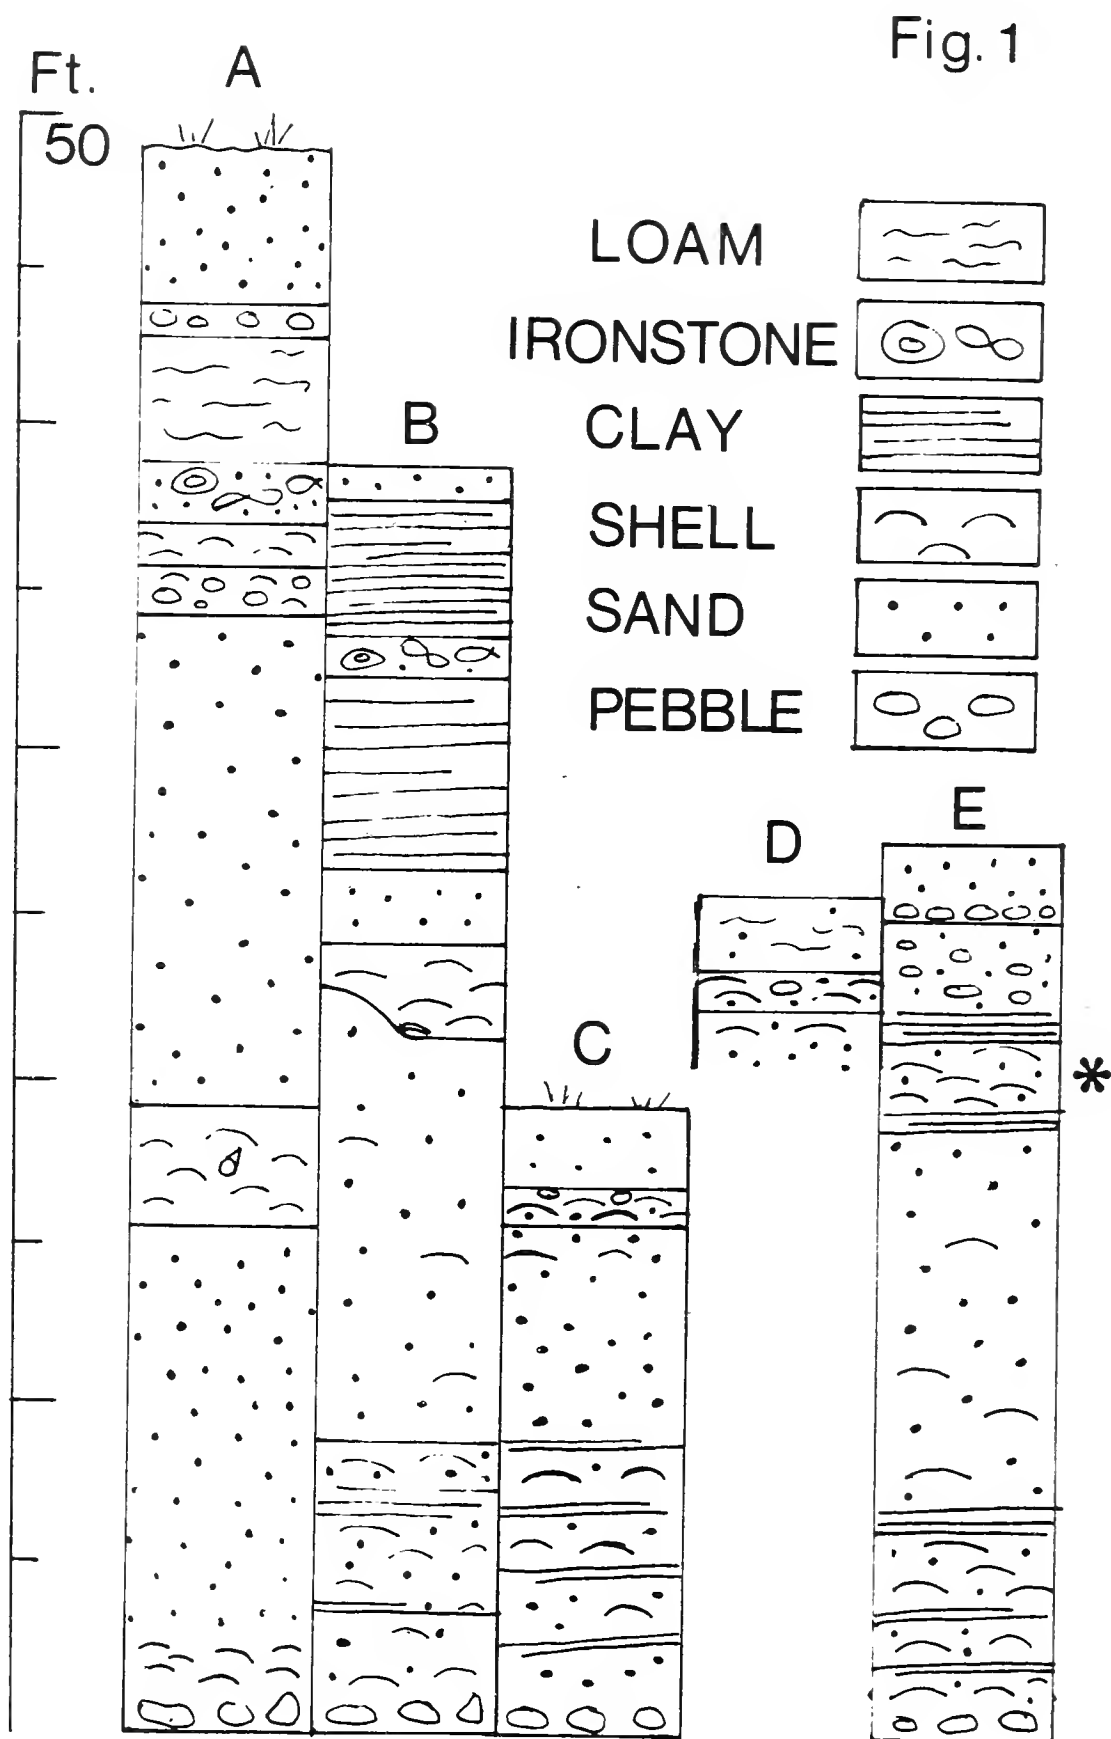 Fig. 1
Ft.
A
50
LOAM
IRONSTONE
B
CLAY
SHELL
SAND
PEBBLE
D
E
C
*